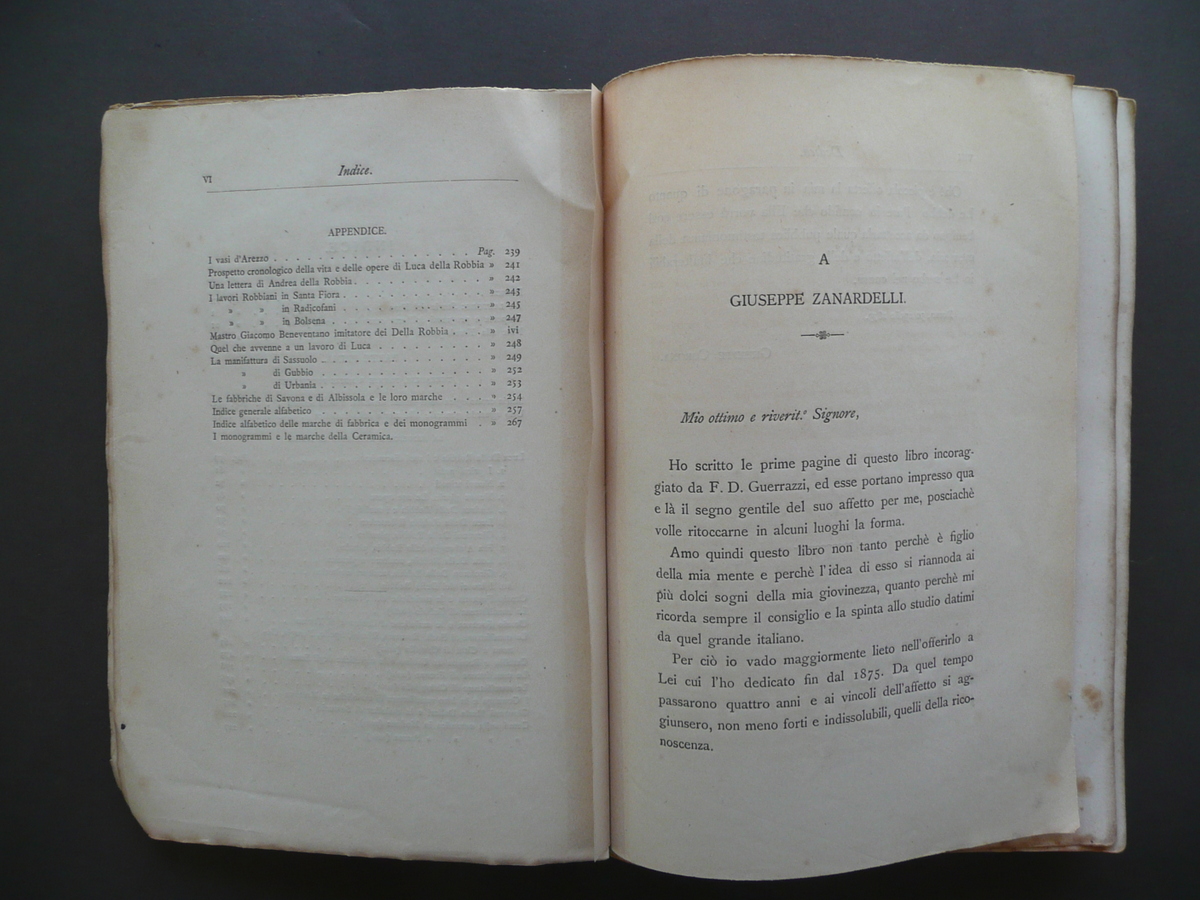 VI
Indice.
APPENDICE.
I vasi d'Arezzo . . . . . . . . . . . . . . . . Pag. 239
Prospetto cronologico della vita e delle opere di Luca della Robbia » 241
Una lettera di Andrea della Robbia. . . . . . . . . . . » 242
I lavori Robbiani in Santa Fiora . . . . . . . . . . . . » 243
» » in Radicofani . . . . . . . . . . . . » 245
» » in Bolsena . . . . . . . . . . . . . » 247
Mastro Giacomo Beneventano imitatore dei Della Robbia . . . » ivi
Quel che avvenne a un lavoro di Luca . . . . . . . . . » 248
La manifattura di Sassuolo . . . . . . . . . . . . . . » 249
» di Gubbio . . . . . . . . . . . . . . » 252
» di Urbania . . . . . . . . . . . . . . » 253
Le fabbriche di Savona e di Albissola e le loro marche . . . » 254
Indice generale alfabetico . . . . . . . . . . . . . . » 257
Indice alfabetico delle marche di fabbrica e dei monogrammi . » 267
I monogrammi e le marche della Ceramica.
A
GIUSEPPE ZANARDELLI.
Mio ottimo e riverit.º Signore,
Ho scritto le prime pagine di questo libro incorag-
giato da F. D. Guerrazzi, ed esse portano impresso qua
e là il segno gentile del suo affetto per me, posciachè
volle ritoccarne in alcuni luoghi la forma.
Amo quindi questo libro non tanto perchè è figlio
della mia mente e perchè l'idea di esso si riannoda ai
più dolci sogni della mia giovinezza, quanto perchè mi
ricorda sempre il consiglio e la spinta allo studio datimi
da quel grande italiano.
Per ciò io vado maggiormente lieto nell'offerirlo a
Lei cui l'ho dedicato fin dal 1875. Da quel tempo
passarono quattro anni e ai vincoli dell'affetto si ag-
giunsero, non meno forti e indissolubili, quelli della rico-
noscenza.